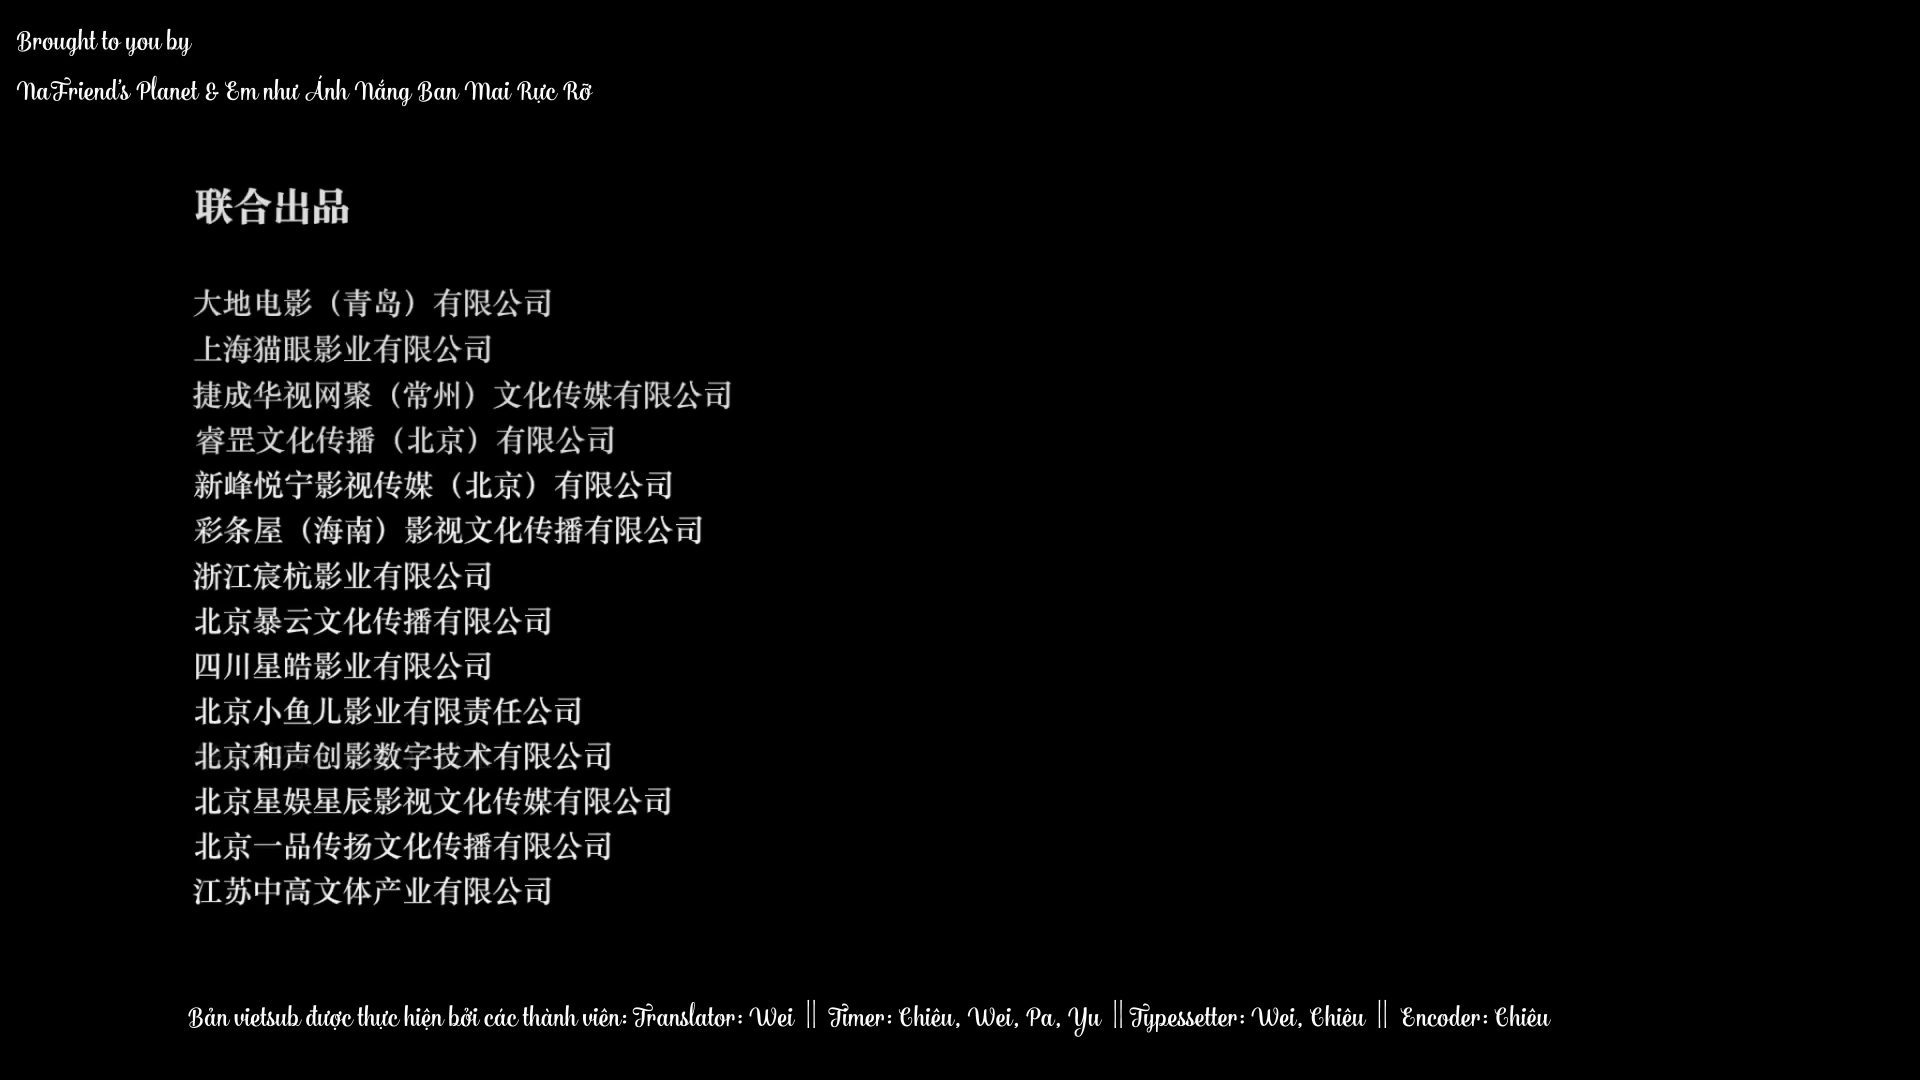 Brought to you by
NaFriend's Planet & Em như Ánh Nắng Ban Mai Rực Rỡ
联合出品
大地电影（青岛）有限公司
上海猫眼影业有限公司
捷成华视网聚（常州）文化传媒有限公司
睿罡文化传播（北京）有限公司
新峰悦宁影视传媒（北京）有限公司
彩条屋（海南）影视文化传播有限公司
浙江宸杭影业有限公司
北京暴云文化传播有限公司
四川星皓影业有限公司
北京小鱼儿影业有限责任公司
北京和声创影数字技术有限公司
北京星娱星辰影视文化传媒有限公司
北京一品传扬文化传播有限公司
江苏中高文体产业有限公司
Bản vietsub được thực hiện bởi các thành viên: Translator: Wei || Timer: Chiêu, Wei, Pa, Yu || Typessetter: Wei, Chiêu || Encoder: Chiêu